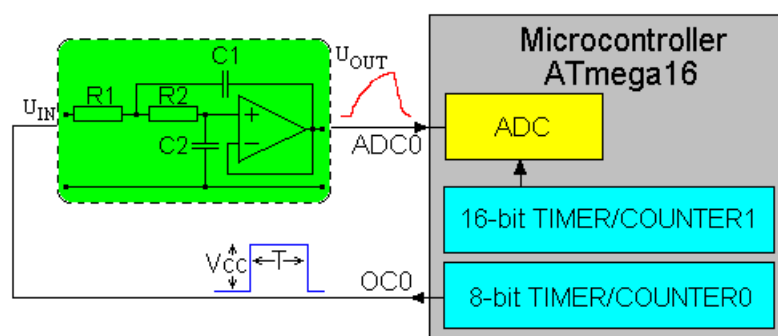 Microcontroller
ATmega16
C1
UOUT
UIN
R1
R2
+
C2
−
ADC0
ADC
16-bit TIMER/COUNTER1
VCC
T
OC0
8-bit TIMER/COUNTER0